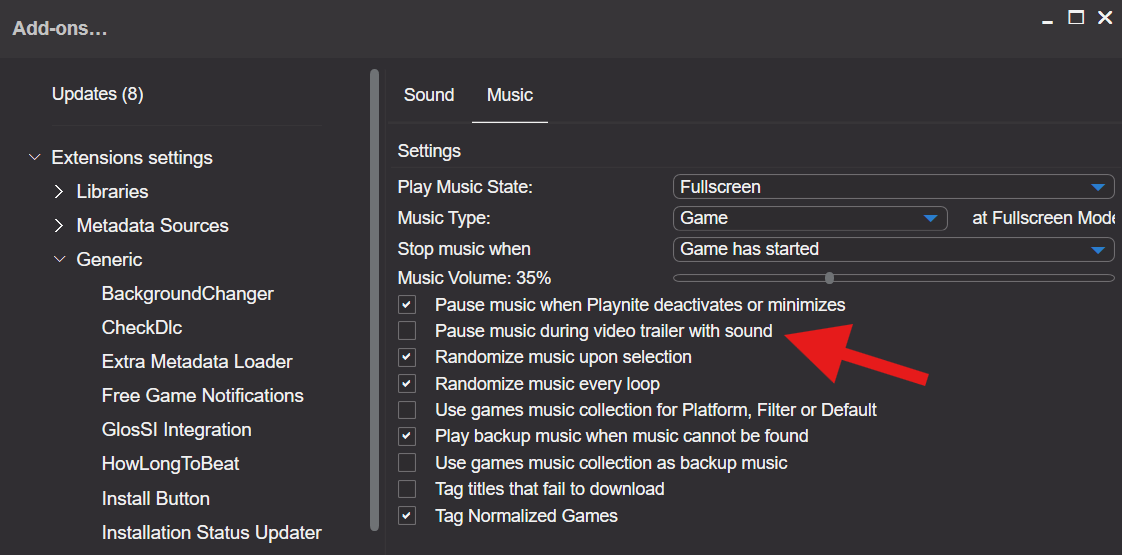 Add-ons...
Updates (8)
Extensions settings
Libraries
Metadata Sources
Generic
BackgroundChanger
CheckDlc
Extra Metadata Loader
Free Game Notifications
GlosSI Integration
HowLongToBeat
Install Button
Installation Status Updater
Sound Music
Settings
Play Music State: Fullscreen
Music Type: Game at Fullscreen Mode
Stop music when Game has started
Music Volume: 35%
Pause music when Playnite deactivates or minimizes
Pause music during video trailer with sound
Randomize music upon selection
Randomize music every loop
Use games music collection for Platform, Filter or Default
Play backup music when music cannot be found
Use games music collection as backup music
Tag titles that fail to download
Tag Normalized Games